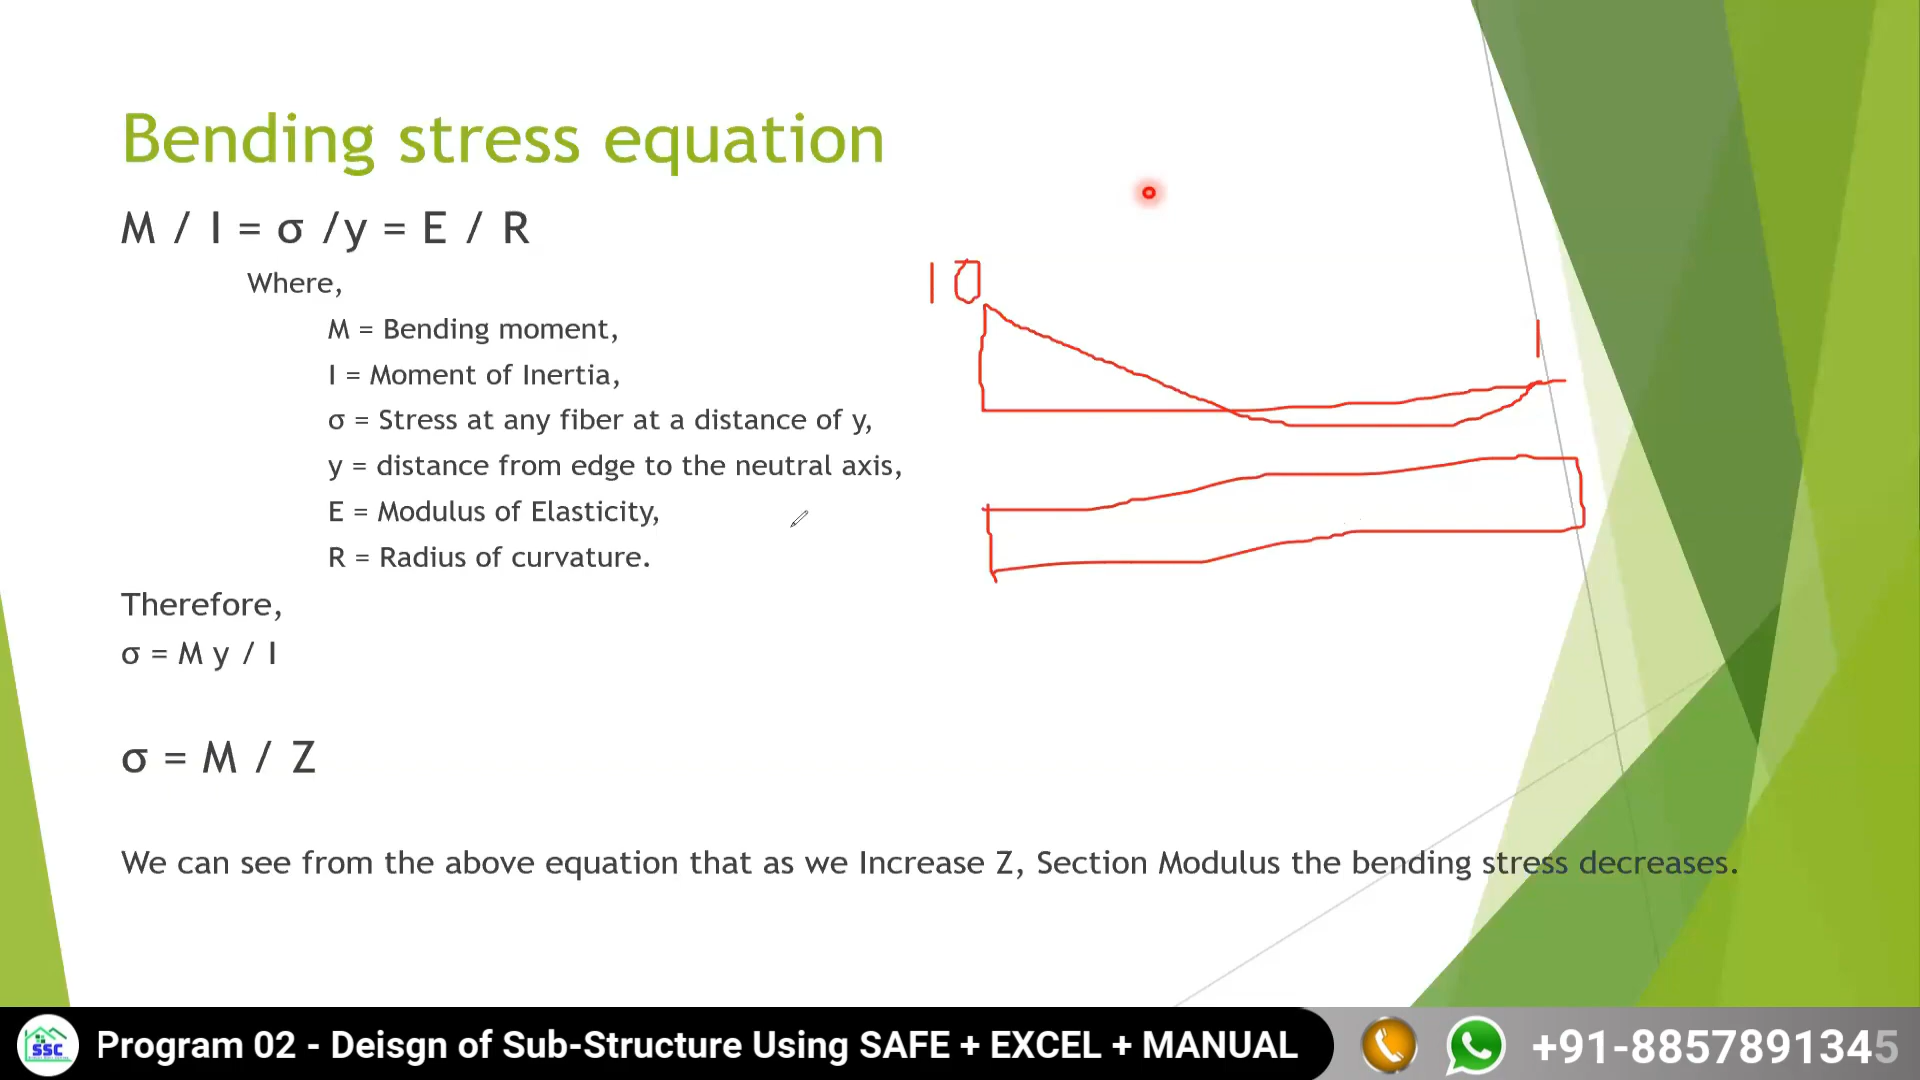 Bending stress equation
M / I = σ /y = E / R
Where,
M = Bending moment,
I = Moment of Inertia,
σ = Stress at any fiber at a distance of y,
y = distance from edge to the neutral axis,
E = Modulus of Elasticity,
R = Radius of curvature.
10
1
Therefore,
σ = M y / I
σ = M / Z
We can see from the above equation that as we Increase Z, Section Modulus the bending stress decreases.
SSC
Program 02 - Deisgn of Sub-Structure Using SAFE + EXCEL + MANUAL
+91-8857891345